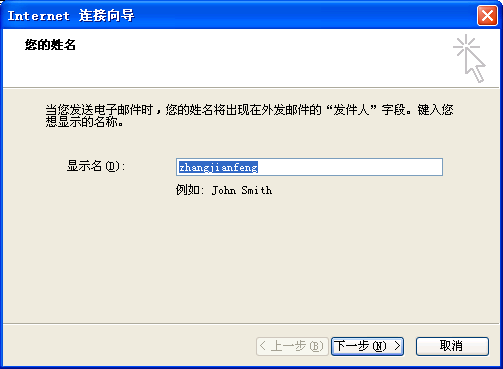 Internet 连接向导
您的姓名
当您发送电子邮件时，您的姓名将出现在外发邮件的“发件人”字段。键入您
想显示的名称。
显示名(D):
zhangjianfeng
例如: John Smith
< 上一步(B) 下一步(N) > 取消